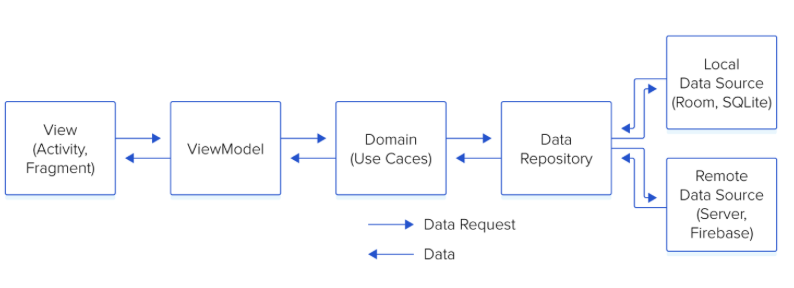 View
(Activity,
Fragment)
ViewModel
Domain
(Use Caces)
Data
Repository
Local
Data Source
(Room, SQLite)
Remote
Data Source
(Server,
Firebase)
Data Request
Data